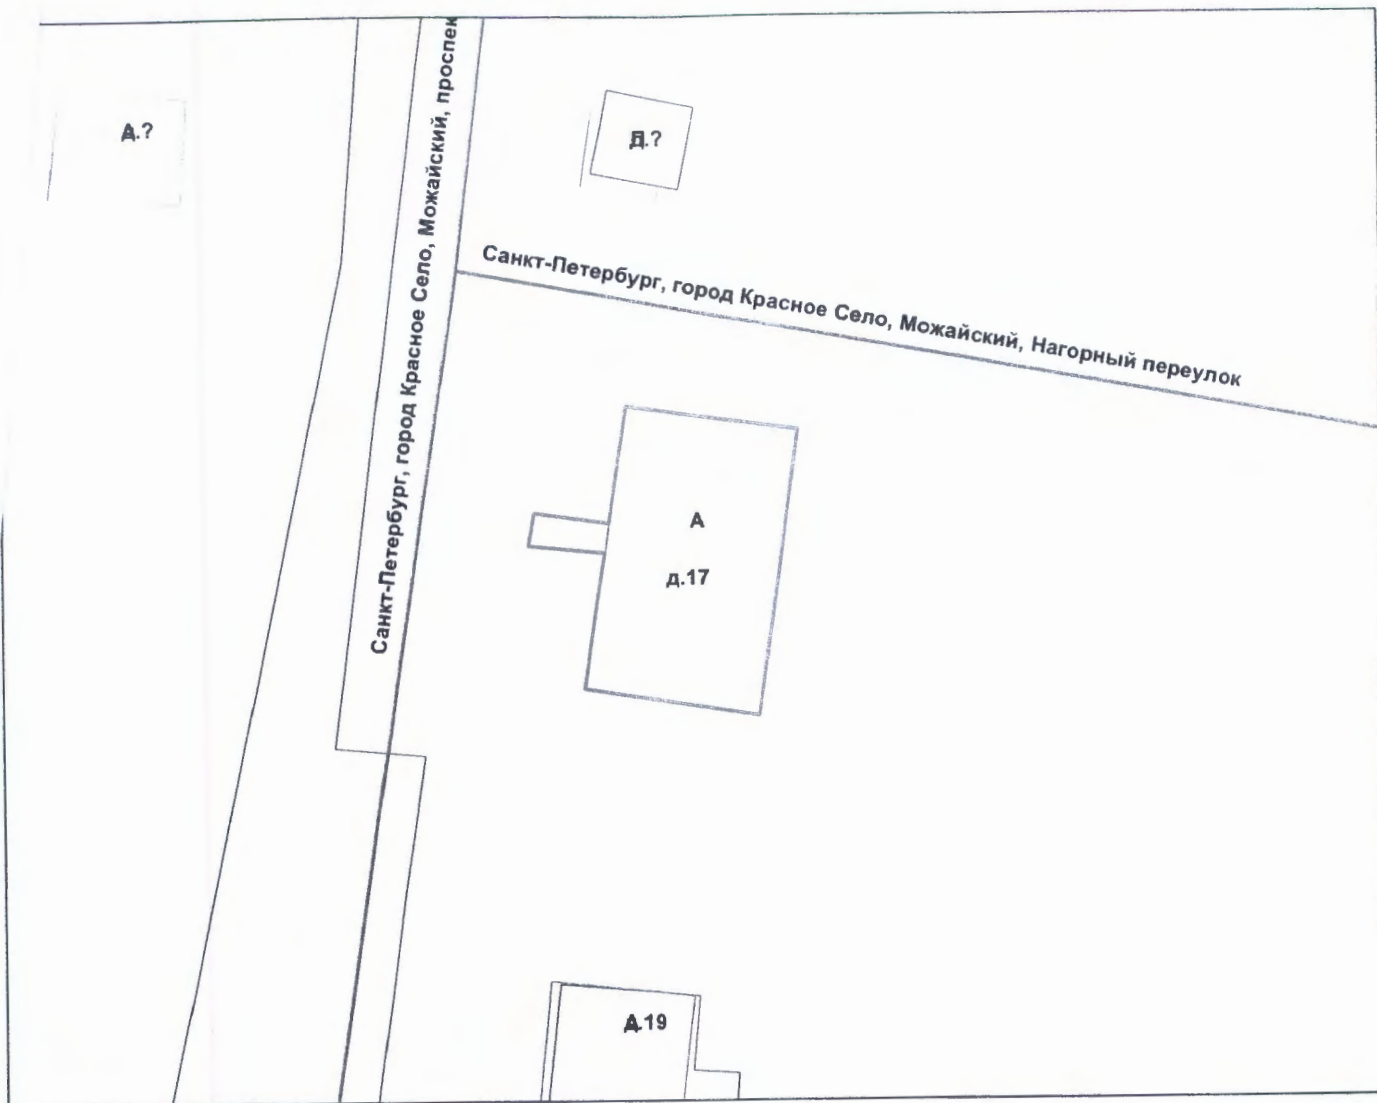 д.?
д.?
Санкт-Петербург, город Красное Село, Можайский, проспек
Санкт-Петербург, город Красное Село, Можайский, Нагорный переулок
А
д.17
д.19